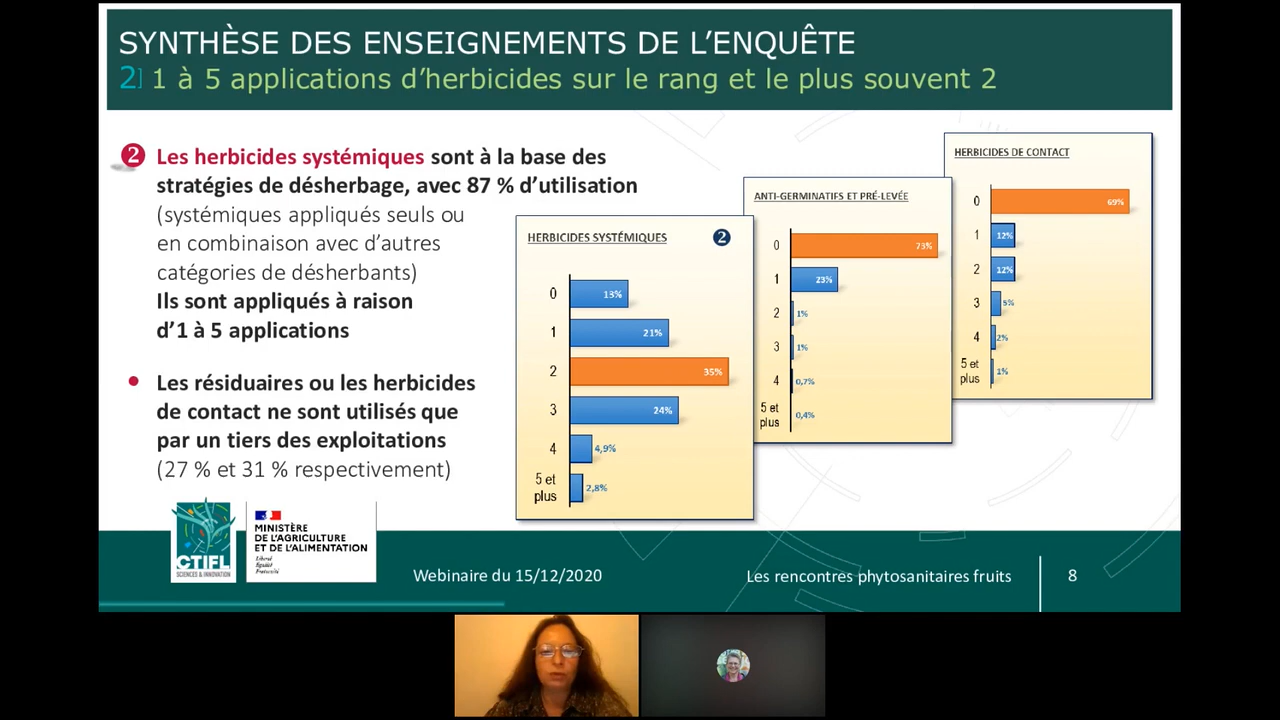 SYNTHÈSE DES ENSEIGNEMENTS DE L'ENQUÊTE
2] 1 à 5 applications d'herbicides sur le rang et le plus souvent 2
2 Les herbicides systémiques sont à la base des
stratégies de désherbage, avec 87 % d'utilisation
(systémiques appliqués seuls ou
en combinaison avec d'autres
catégories de désherbants)
Ils sont appliqués à raison
d'1 à 5 applications
• Les résiduaires ou les herbicides
de contact ne sont utilisés que
par un tiers des exploitations
(27 % et 31 % respectivement)
HERBICIDES SYSTÉMIQUES 2
0 13%
1 21%
2 35%
3 24%
4 4,9%
5 et
plus 2,8%
ANTI-GERMINATIFS ET PRÉ-LEVÉE
0 73%
1 23%
2 1%
3 1%
4 0,7%
5 et
plus 0,4%
HERBICIDES DE CONTACT
0 69%
1 12%
2 12%
3 5%
4 2%
5 et
plus 1%
CTIFL
SCIENCES & INNOVATION
MINISTÈRE
DE L'AGRICULTURE
ET DE L'ALIMENTATION
Liberté
Égalité
Fraternité
Webinaire du 15/12/2020
Les rencontres phytosanitaires fruits
8